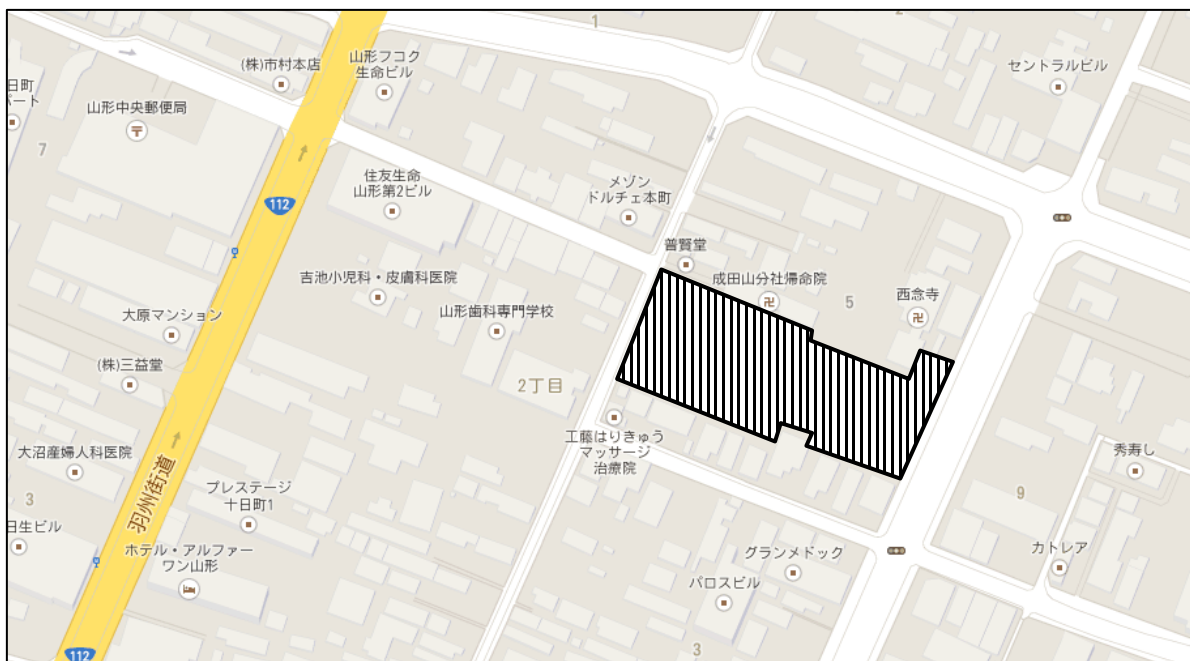 1
2
山形フコク
生命ビル
(株)市村本店
セントラルビル
日町
パート
山形中央郵便局
7
住友生命
山形第2ビル
メゾン
ドルチェ本町
112
普賢堂
吉池小児科・皮膚科医院
成田山分社帰命院
5
西念寺
大原マンション
山形歯科専門学校
(株)三益堂
2丁目
工藤はりきゅう
マッサージ
治療院
大沼産婦人科医院
秀寿し
羽州街道
プレステージ
十日町1
3
9
日生ビル
ホテル・アルファー
ワン山形
グランメドック
カトレア
パロスビル
3
112